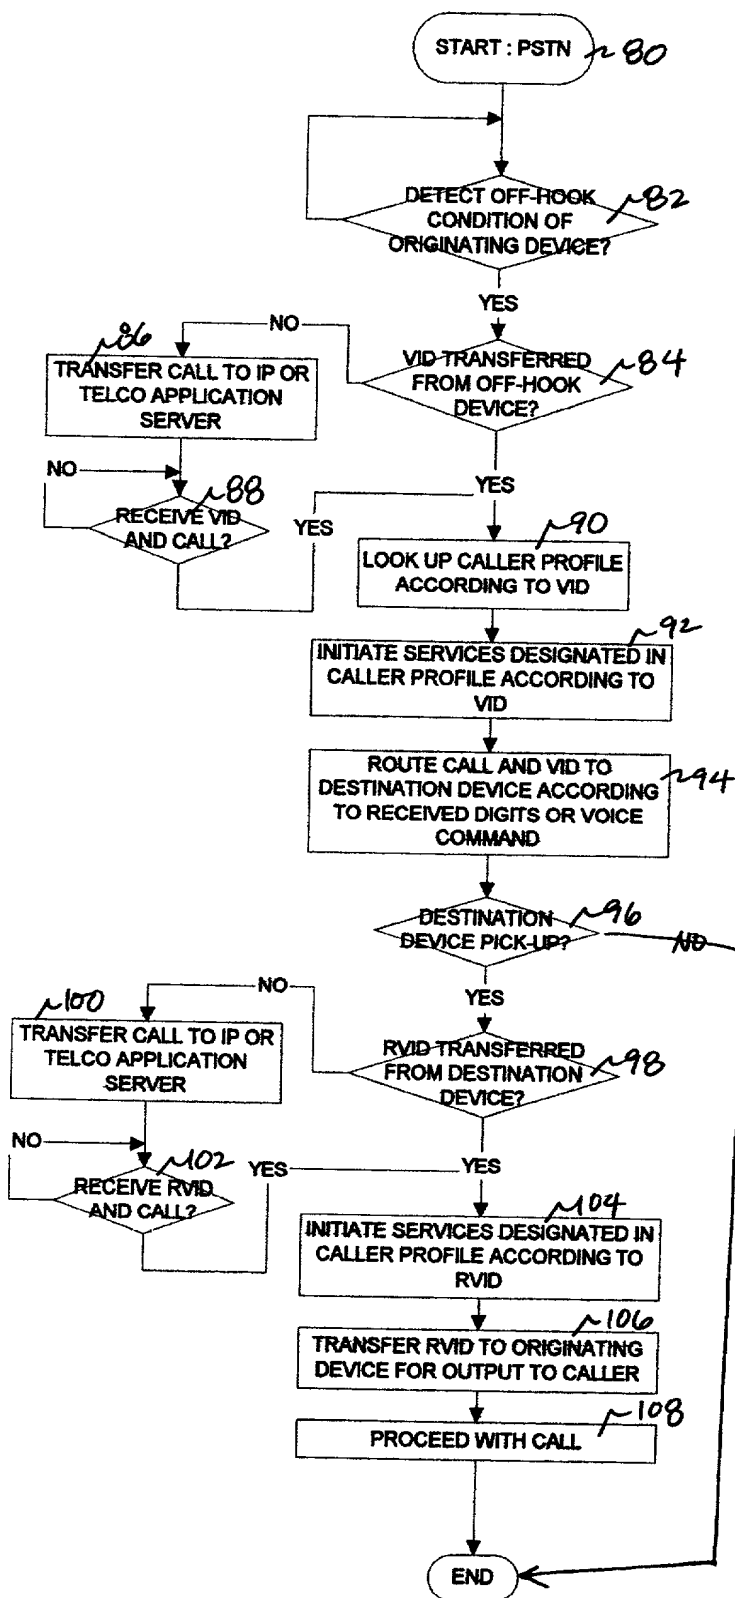 START : PSTN ~80
DETECT OFF-HOOK ~82
CONDITION OF
ORIGINATING DEVICE?
YES
NO
VID TRANSFERRED ~84
FROM OFF-HOOK
DEVICE?
~86
TRANSFER CALL TO IP OR
TELCO APPLICATION
SERVER
NO
~88
RECEIVE VID
AND CALL?
YES
YES
~90
LOOK UP CALLER PROFILE
ACCORDING TO VID
~92
INITIATE SERVICES DESIGNATED IN
CALLER PROFILE ACCORDING TO
VID
ROUTE CALL AND VID TO
DESTINATION DEVICE ACCORDING ~94
TO RECEIVED DIGITS OR VOICE
COMMAND
DESTINATION ~96
DEVICE PICK-UP?
NO
YES
NO
~100
TRANSFER CALL TO IP OR
TELCO APPLICATION
SERVER
RVID TRANSFERRED
FROM DESTINATION ~98
DEVICE?
NO
~102
RECEIVE RVID
AND CALL?
YES
YES
~104
INITIATE SERVICES DESIGNATED IN
CALLER PROFILE ACCORDING TO
RVID
~106
TRANSFER RVID TO ORIGINATING
DEVICE FOR OUTPUT TO CALLER
~108
PROCEED WITH CALL
END